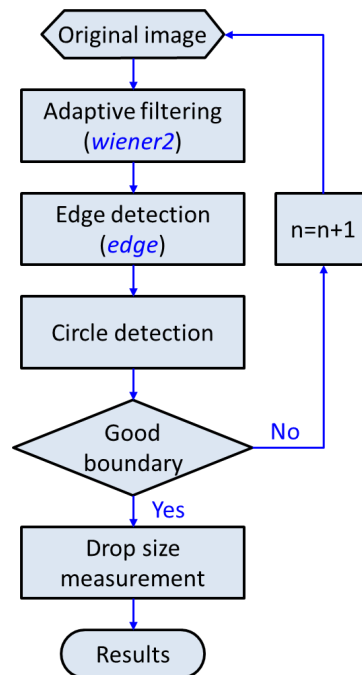 Original image
Adaptive filtering
(wiener2)
Edge detection
(edge)
n=n+1
Circle detection
Good
boundary
No
Yes
Drop size
measurement
Results